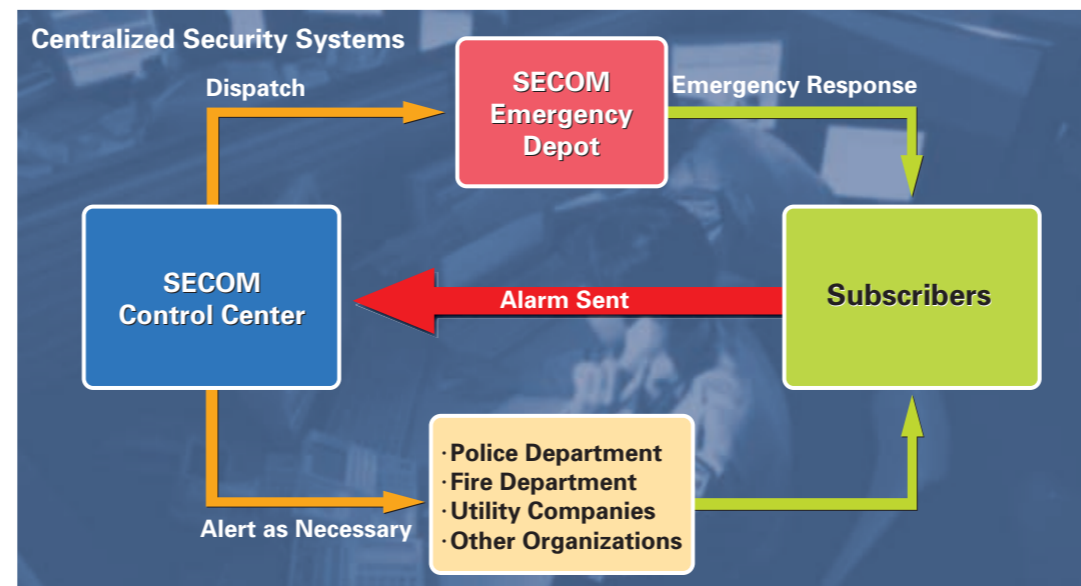 Centralized Security Systems
Dispatch
SECOM
Emergency
Depot
Emergency Response
SECOM
Control Center
Alarm Sent
Subscribers
Alert as Necessary
· Police Department
· Fire Department
· Utility Companies
· Other Organizations